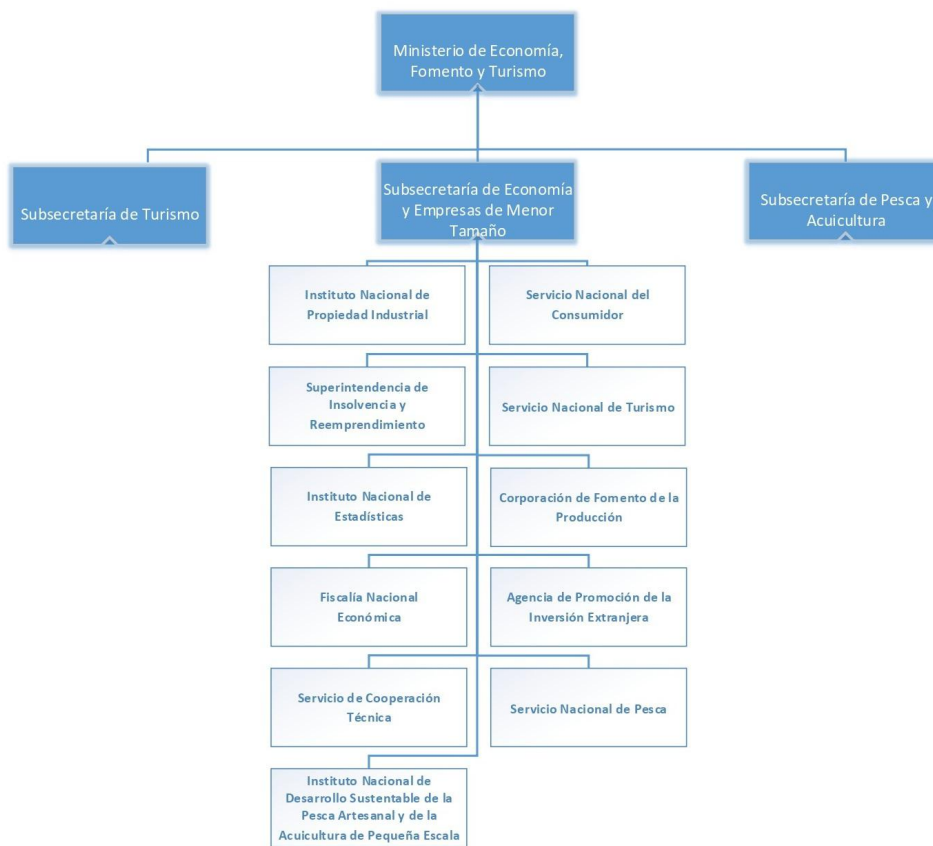 Ministerio de Economía,
Fomento y Turismo
Subsecretaría de Turismo
Subsecretaría de Economía
y Empresas de Menor
Tamaño
Subsecretaría de Pesca y
Acuicultura
Instituto Nacional de
Propiedad Industrial
Servicio Nacional del
Consumidor
Superintendencia de
Insolvencia y
Reemprendimiento
Servicio Nacional de Turismo
Instituto Nacional de
Estadísticas
Corporación de Fomento de la
Producción
Fiscalía Nacional
Económica
Agencia de Promoción de la
Inversión Extranjera
Servicio de Cooperación
Técnica
Servicio Nacional de Pesca
Instituto Nacional de
Desarrollo Sustentable de la
Pesca Artesanal y de la
Acuicultura de Pequeña Escala